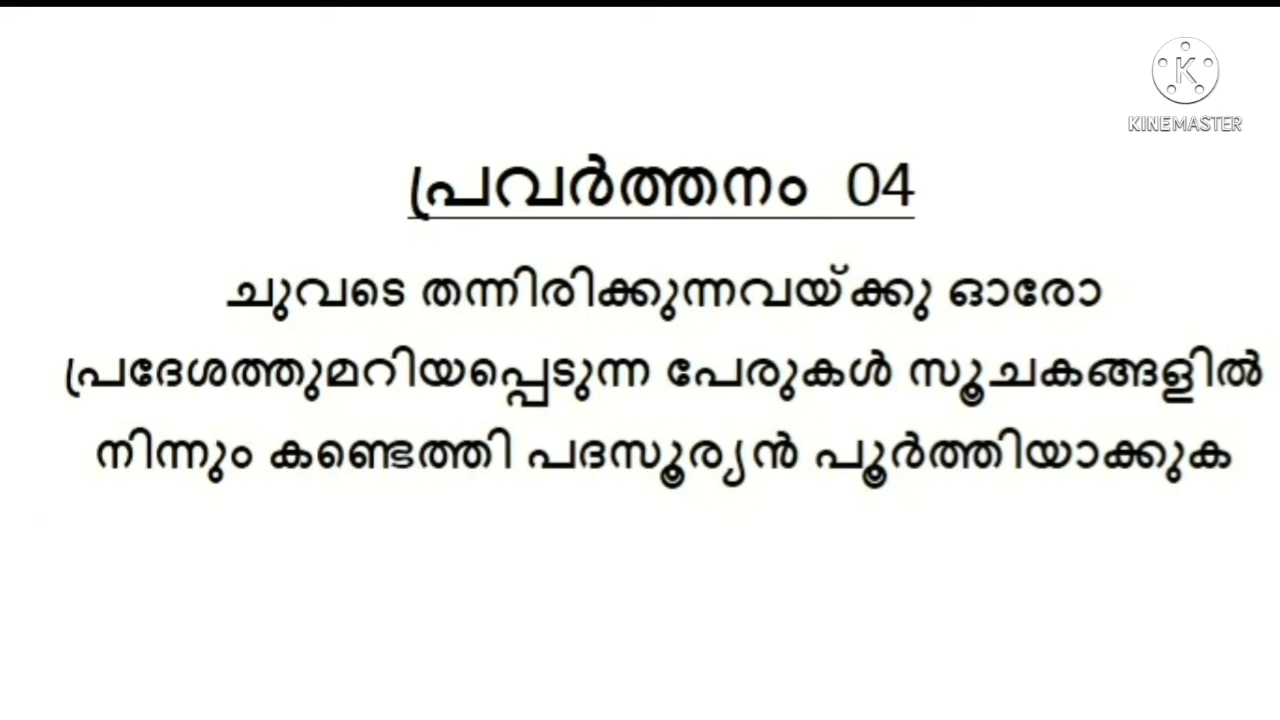 KINEMASTER
പ്രവർത്തനം 04
ചുവടെ തന്നിരിക്കുന്നവയ്ക്കു ഓരോ
പ്രദേശത്തുമറിയപ്പെടുന്ന പേരുകൾ സൂചകങ്ങളിൽ
നിന്നും കണ്ടെത്തി പദസൂര്യൻ പൂർത്തിയാക്കുക